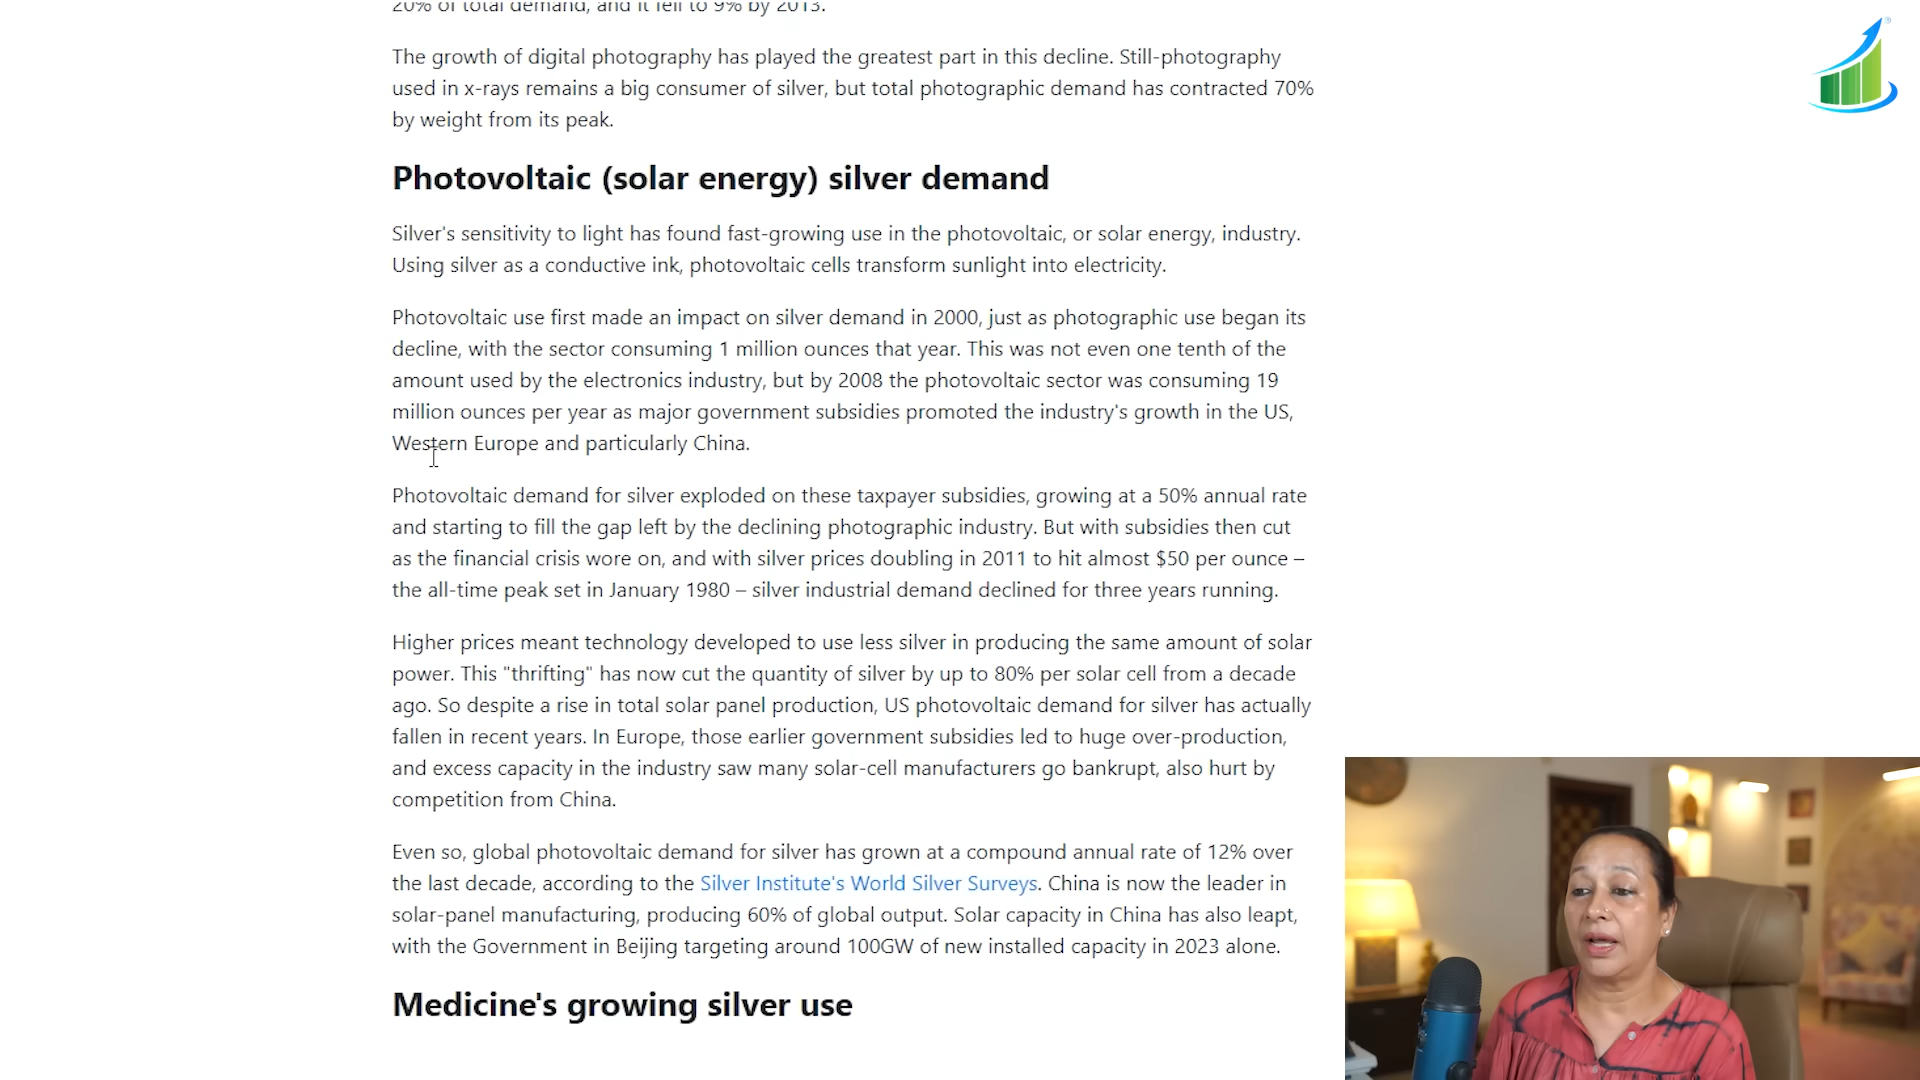 20% of total demand, and it fell to 9% by 2013.
The growth of digital photography has played the greatest part in this decline. Still-photography
used in x-rays remains a big consumer of silver, but total photographic demand has contracted 70%
by weight from its peak.
Photovoltaic (solar energy) silver demand
Silver's sensitivity to light has found fast-growing use in the photovoltaic, or solar energy, industry.
Using silver as a conductive ink, photovoltaic cells transform sunlight into electricity.
Photovoltaic use first made an impact on silver demand in 2000, just as photographic use began its
decline, with the sector consuming 1 million ounces that year. This was not even one tenth of the
amount used by the electronics industry, but by 2008 the photovoltaic sector was consuming 19
million ounces per year as major government subsidies promoted the industry's growth in the US,
Western Europe and particularly China.
Photovoltaic demand for silver exploded on these taxpayer subsidies, growing at a 50% annual rate
and starting to fill the gap left by the declining photographic industry. But with subsidies then cut
as the financial crisis wore on, and with silver prices doubling in 2011 to hit almost $50 per ounce –
the all-time peak set in January 1980 – silver industrial demand declined for three years running.
Higher prices meant technology developed to use less silver in producing the same amount of solar
power. This "thrifting" has now cut the quantity of silver by up to 80% per solar cell from a decade
ago. So despite a rise in total solar panel production, US photovoltaic demand for silver has actually
fallen in recent years. In Europe, those earlier government subsidies led to huge over-production,
and excess capacity in the industry saw many solar-cell manufacturers go bankrupt, also hurt by
competition from China.
Even so, global photovoltaic demand for silver has grown at a compound annual rate of 12% over
the last decade, according to the Silver Institute's World Silver Surveys. China is now the leader in
solar-panel manufacturing, producing 60% of global output. Solar capacity in China has also leapt,
with the Government in Beijing targeting around 100GW of new installed capacity in 2023 alone.
Medicine's growing silver use